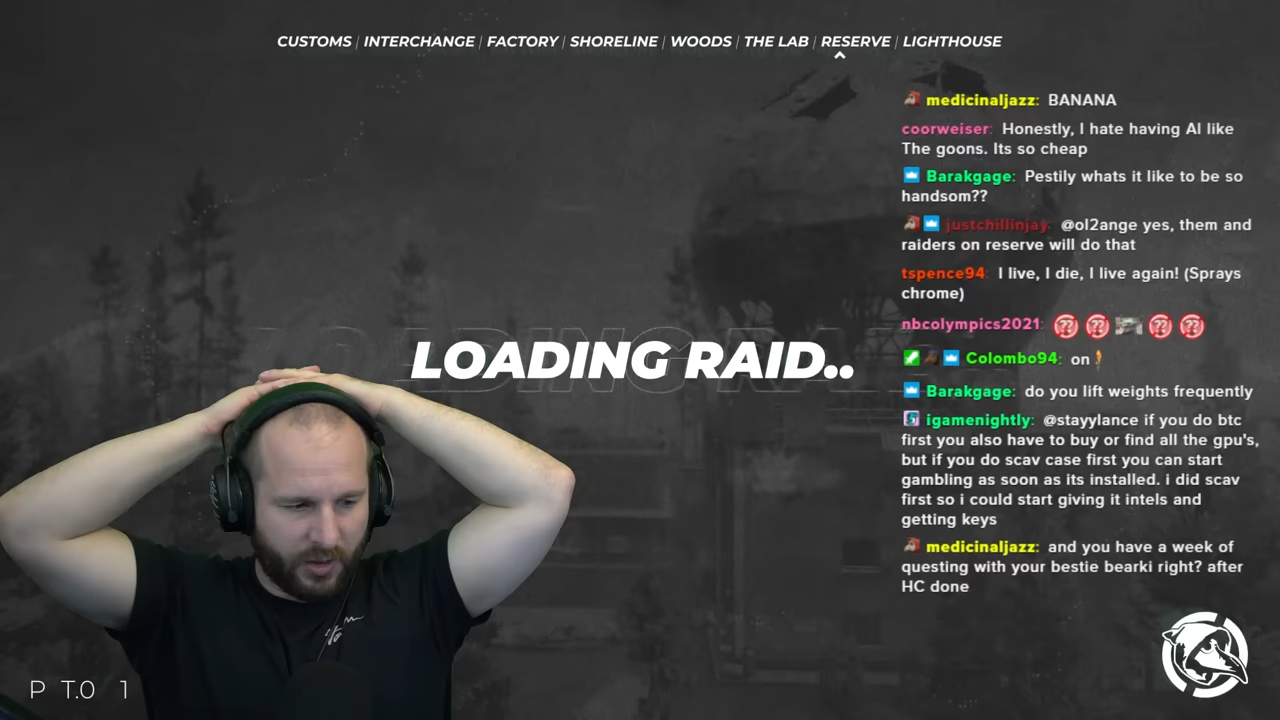 CUSTOMS | INTERCHANGE | FACTORY | SHORELINE | WOODS | THE LAB | RESERVE | LIGHTHOUSE
medicinaljazz: BANANA
coorweiser: Honestly, I hate having AI like
The goons. Its so cheap
Barakgage: Pestily whats it like to be so
handsom??
justchillinjay: @ol2ange yes, them and
raiders on reserve will do that
tspence94: I live, I die, I live again! (Sprays
chrome)
nbcolympics2021:
LOADING RAID..
Colombo94: on
Barakgage: do you lift weights frequently
igamenightly: @stayylance if you do btc
first you also have to buy or find all the gpu's,
but if you do scav case first you can start
gambling as soon as its installed. i did scav
first so i could start giving it intels and
getting keys
medicinaljazz: and you have a week of
questing with your bestie bearki right? after
HC done
P T.0 1